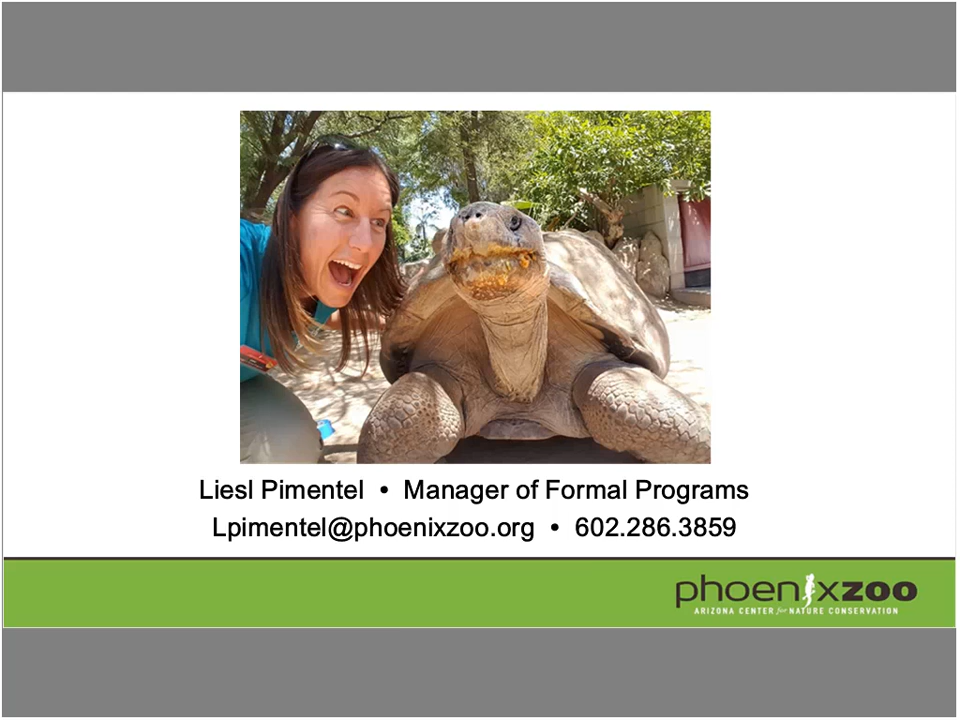 Liesl Pimentel • Manager of Formal Programs
Lpimentel@phoenixzoo.org • 602.286.3859
phoenixzoo
ARIZONA CENTER for NATURE CONSERVATION